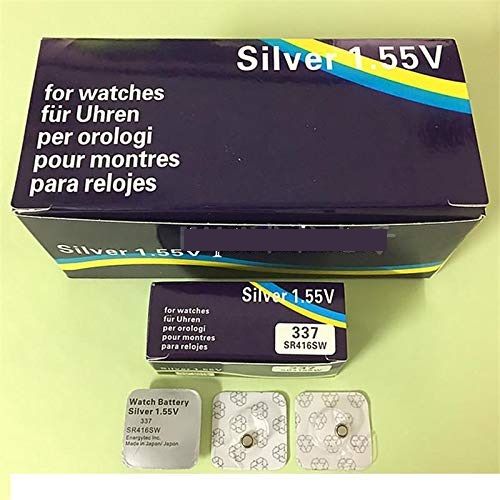 Silver 1.55V
for watches
für Uhren
per orologi
pour montres
para relojes
Silver 1.55V
Silver 1.55V
for watches
für Uhren
per orologi
pour montres
para relojes
337
SR416SW
337
SR416SW
Watch Battery
Silver 1.55V
337
SR416SW
Energytec Inc.
Made in Japan/ Japon